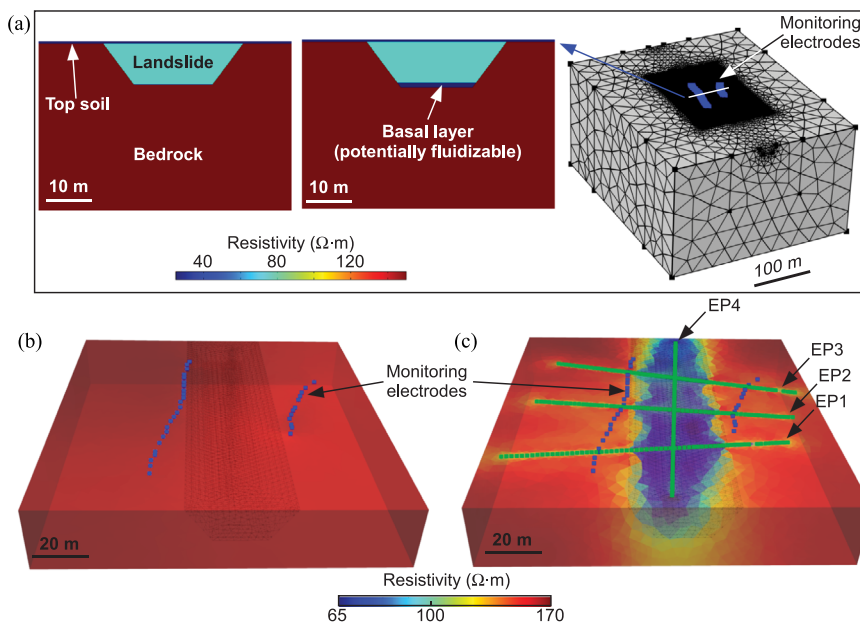 (a)
Landslide
Top soil
Bedrock
10 m
Basal layer
(potentially fluidizable)
10 m
Monitoring
electrodes
100 m
Resistivity (Ω·m)
40 80 120
(b)
Monitoring
electrodes
20 m
(c)
EP4
EP3
EP2
EP1
20 m
Resistivity (Ω·m)
65 100 170